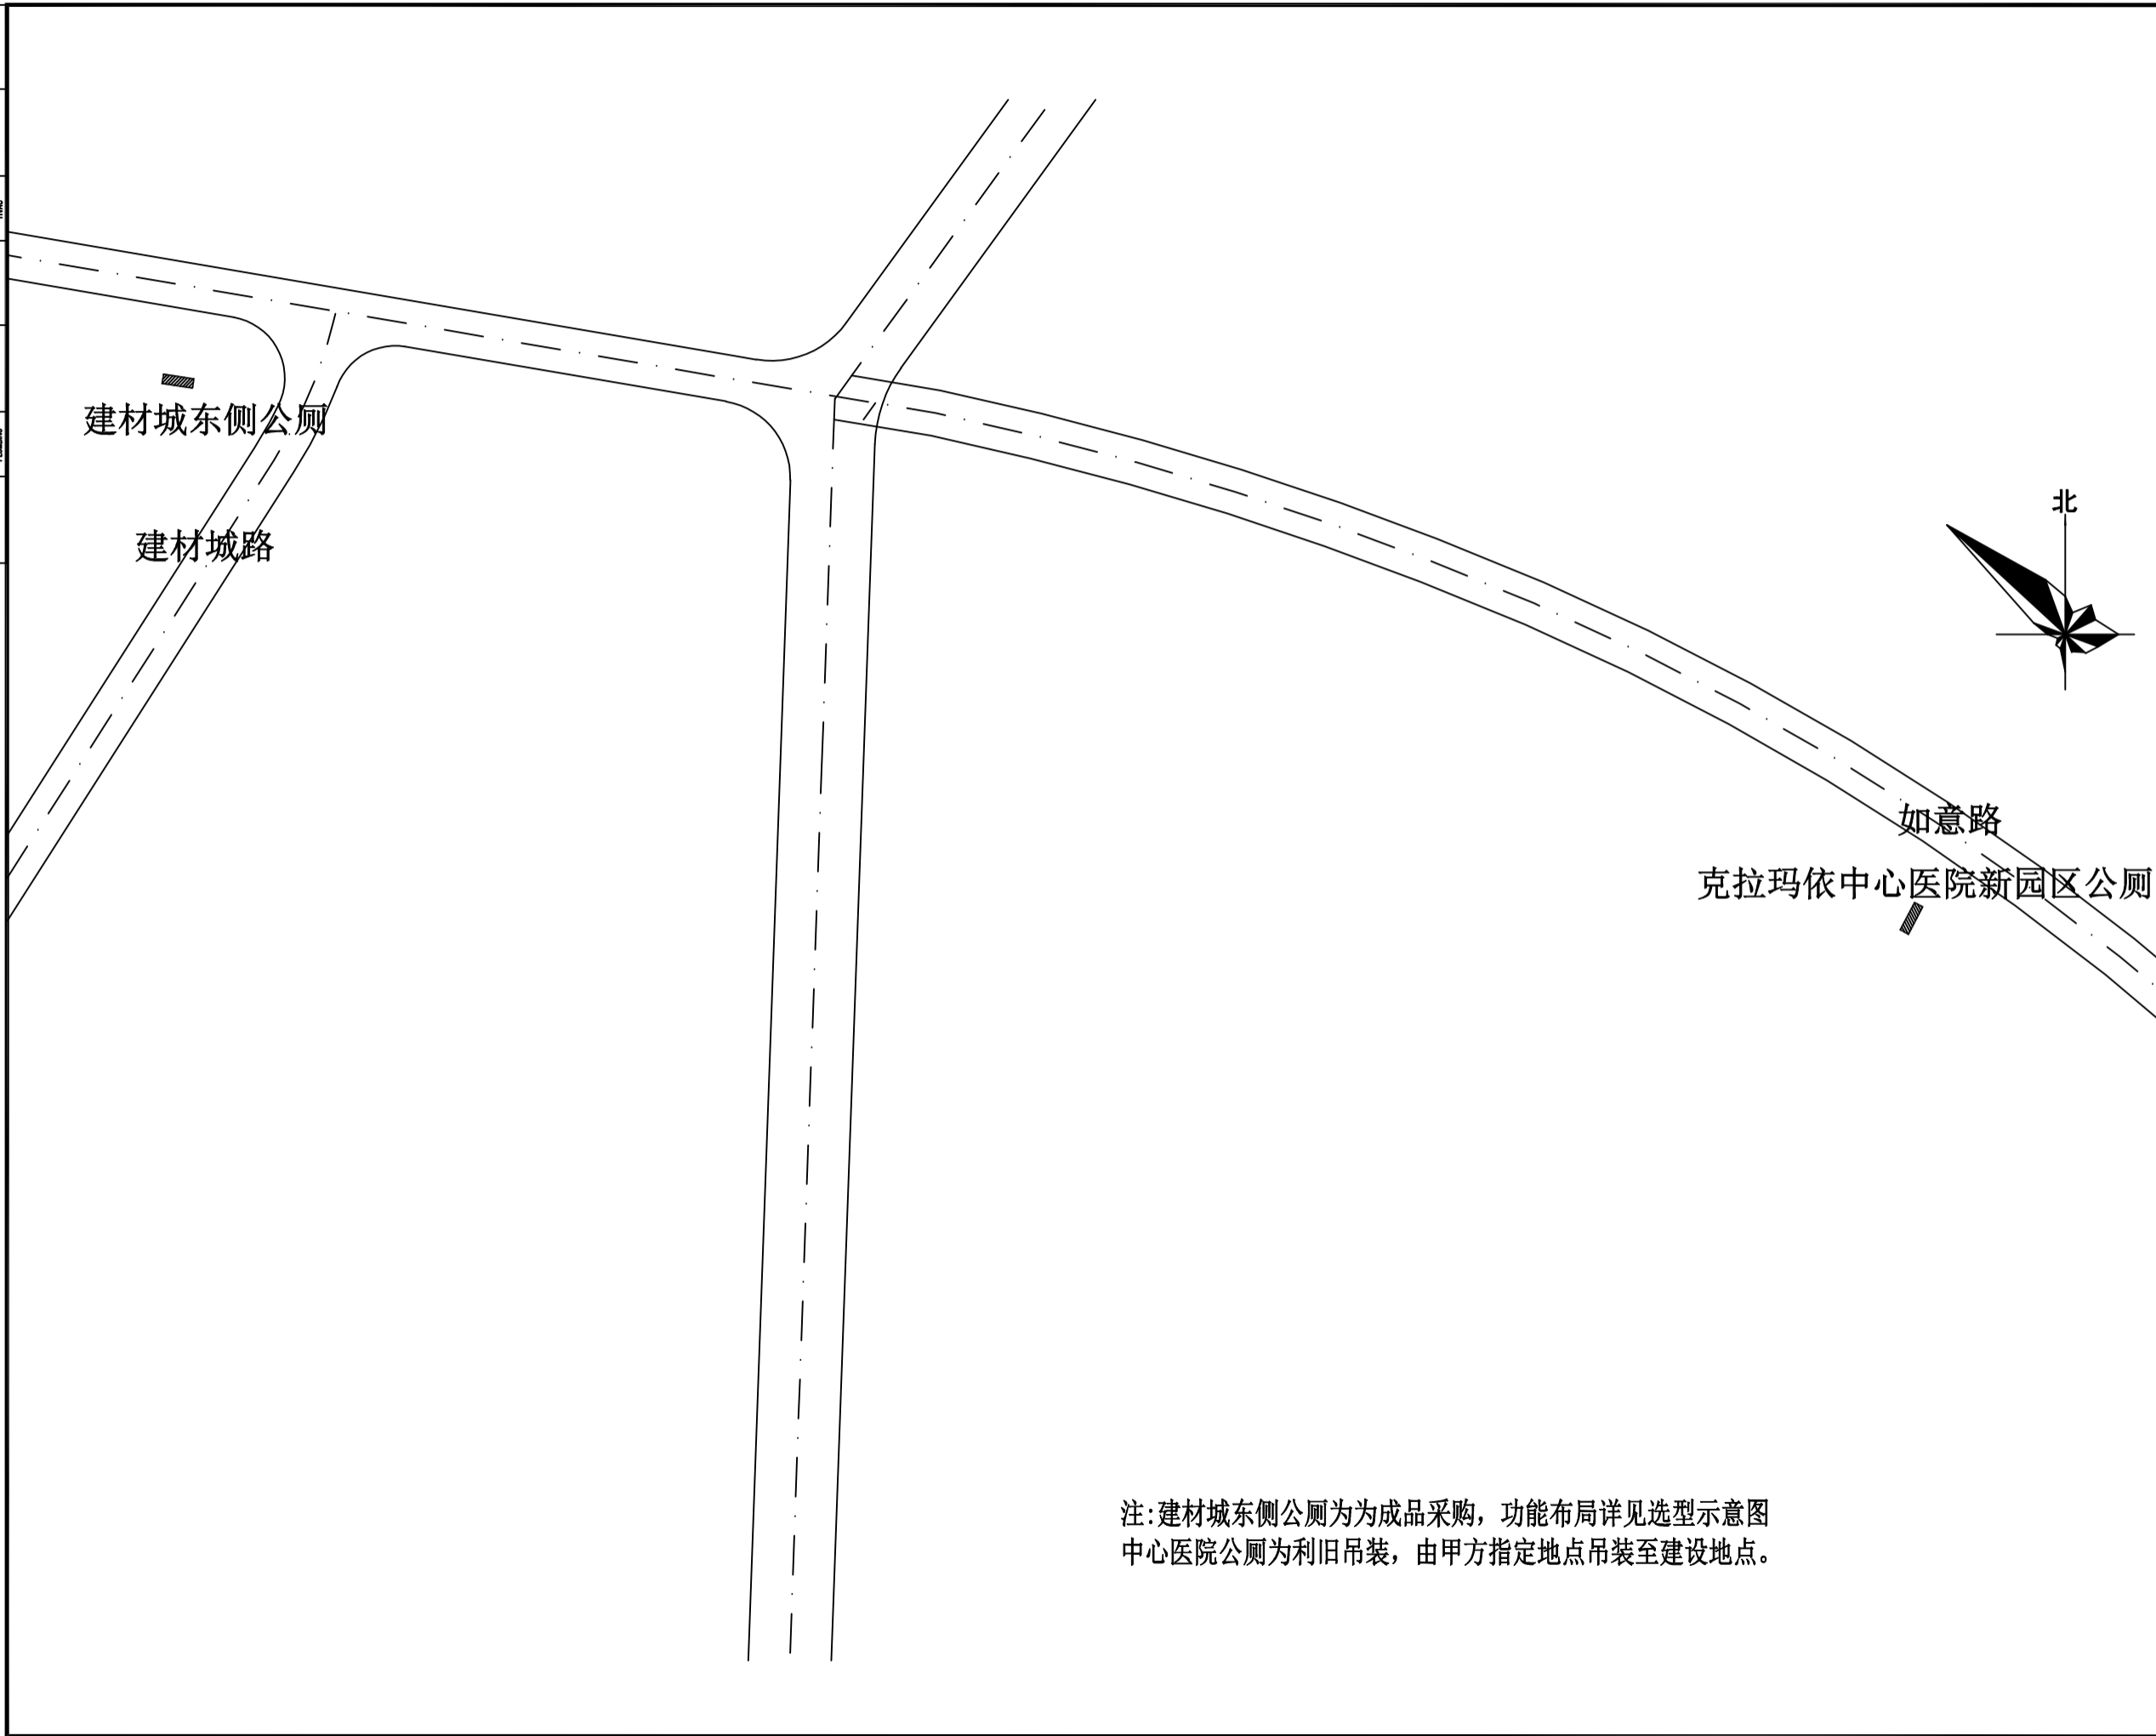 建材城东侧公厕
北
建材城路
如意路
克拉玛依中心医院新园区公厕
注:建材城东侧公厕为为成品采购，功能布局详见选型示意图
中心医院公厕为利旧吊装，由甲方指定地点吊装至建设地点。